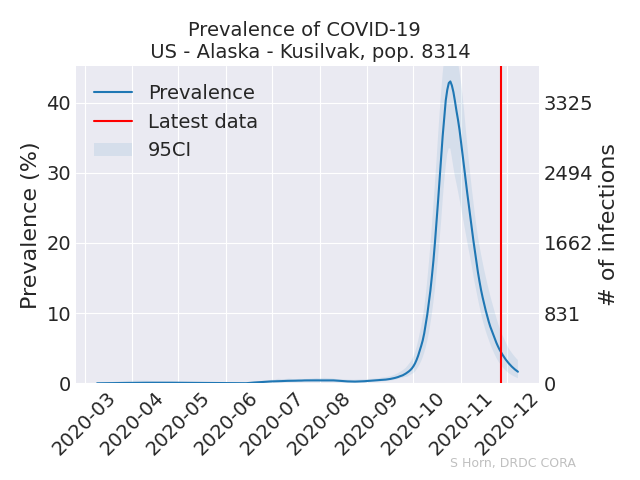 Prevalence of COVID-19
US - Alaska - Kusilvak, pop. 8314
Prevalence
Latest data
95CI
Prevalence (%)
40
30
20
10
0
3325
2494
1662
831
0
# of infections
2020-03
2020-04
2020-05
2020-06
2020-07
2020-08
2020-09
2020-10
2020-11
2020-12
S Horn, DRDC CORA